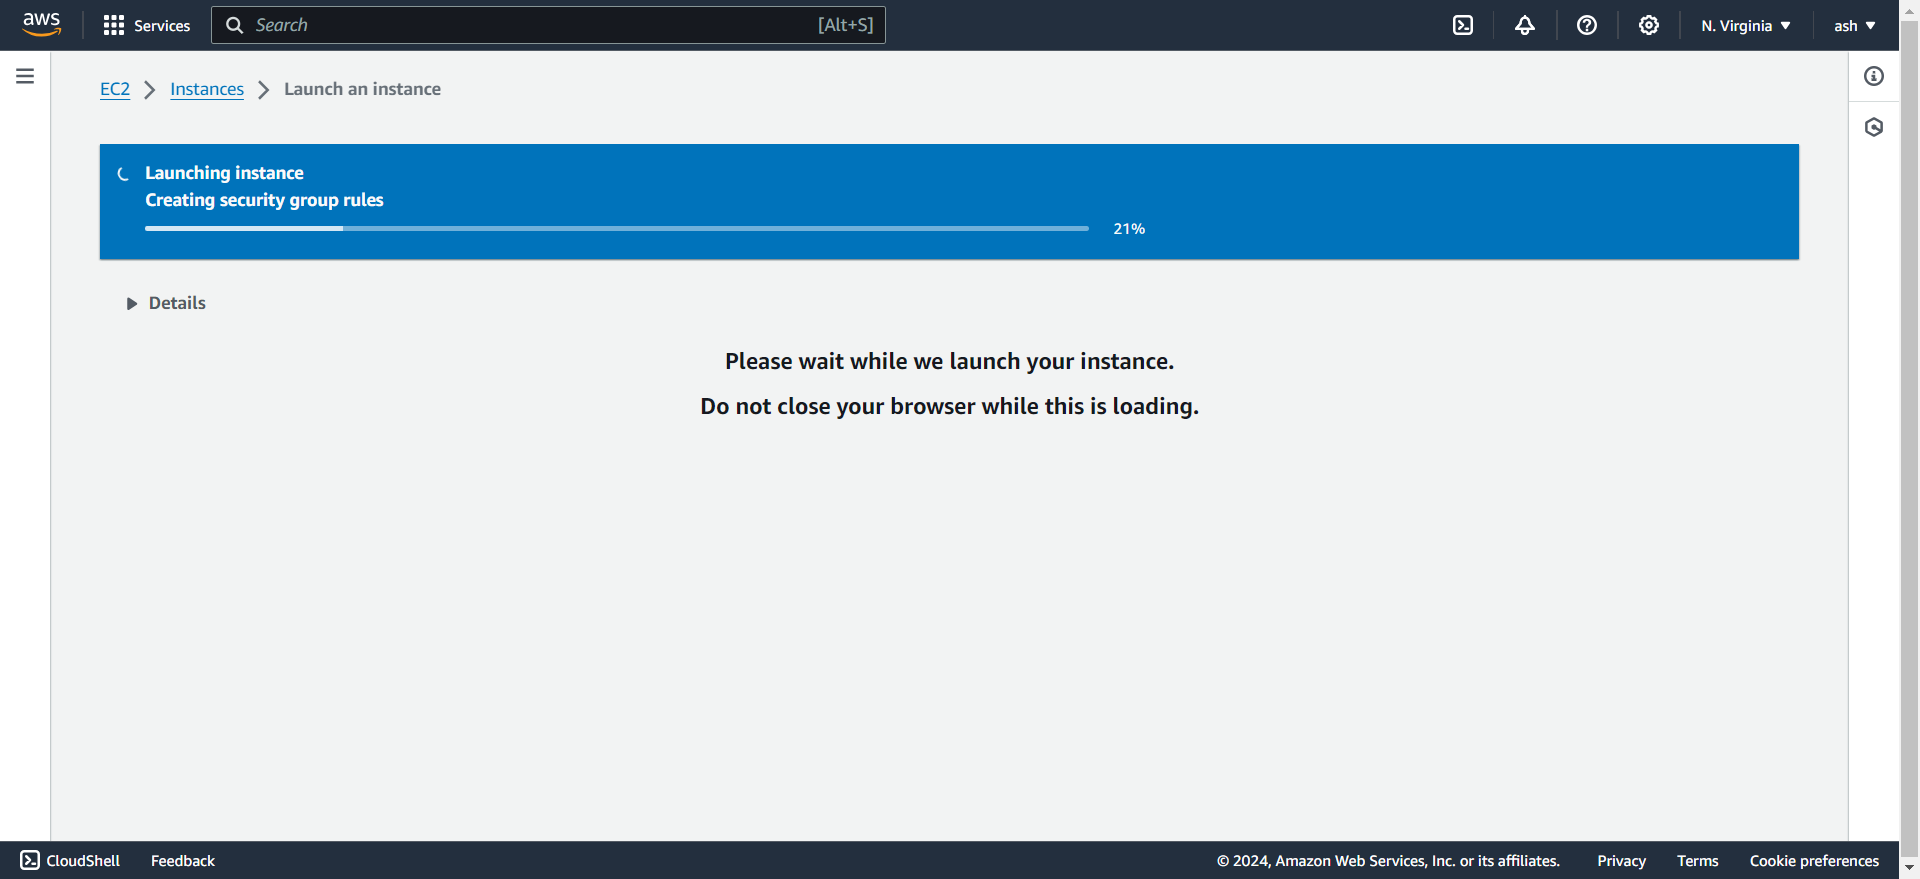 aws
Services
Search
[Alt+S]
N. Virginia
ash
EC2
Instances
Launch an instance
Launching instance
Creating security group rules
21%
Details
Please wait while we launch your instance.
Do not close your browser while this is loading.
CloudShell
Feedback
© 2024, Amazon Web Services, Inc. or its affiliates.
Privacy
Terms
Cookie preferences